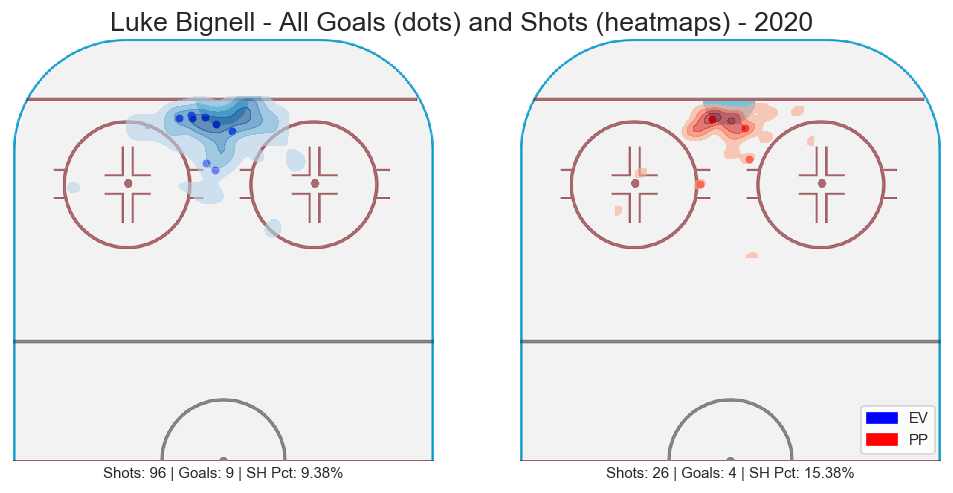 Luke Bignell - All Goals (dots) and Shots (heatmaps) - 2020
EV
PP
Shots: 96 | Goals: 9 | SH Pct: 9.38%
Shots: 26 | Goals: 4 | SH Pct: 15.38%